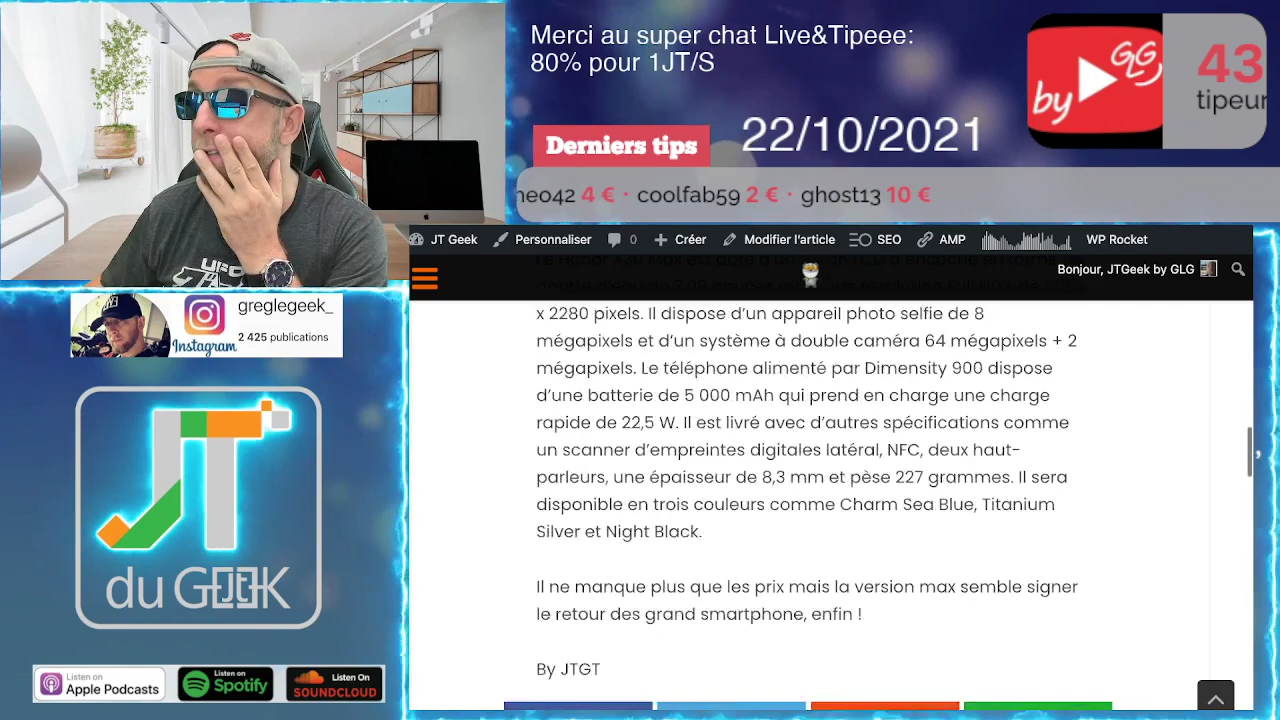 Merci au super chat Live&Tipeee:
80% pour 1JT/S
by GLG
43
tipeur
Derniers tips
22/10/2021
neo42 4 € · coolfab59 2 € · ghost13 10 €
JT Geek Personnaliser 0 Créer Modifier l'article SEO AMP WP Rocket
Bonjour, JTGeek by GLG
x 2280 pixels. Il dispose d'un appareil photo selfie de 8
mégapixels et d'un système à double caméra 64 mégapixels + 2
mégapixels. Le téléphone alimenté par Dimensity 900 dispose
d'une batterie de 5 000 mAh qui prend en charge une charge
rapide de 22,5 W. Il est livré avec d'autres spécifications comme
un scanner d'empreintes digitales latéral, NFC, deux haut-
parleurs, une épaisseur de 8,3 mm et pèse 227 grammes. Il sera
disponible en trois couleurs comme Charm Sea Blue, Titanium
Silver et Night Black.
Il ne manque plus que les prix mais la version max semble signer
le retour des grand smartphone, enfin !
By JTGT
UFO
greglegeek_
2 425 publications
Instagram
JT
du GEEK
Listen on
Apple Podcasts
Listen on
Spotify
Listen On
SOUNDCLOUD